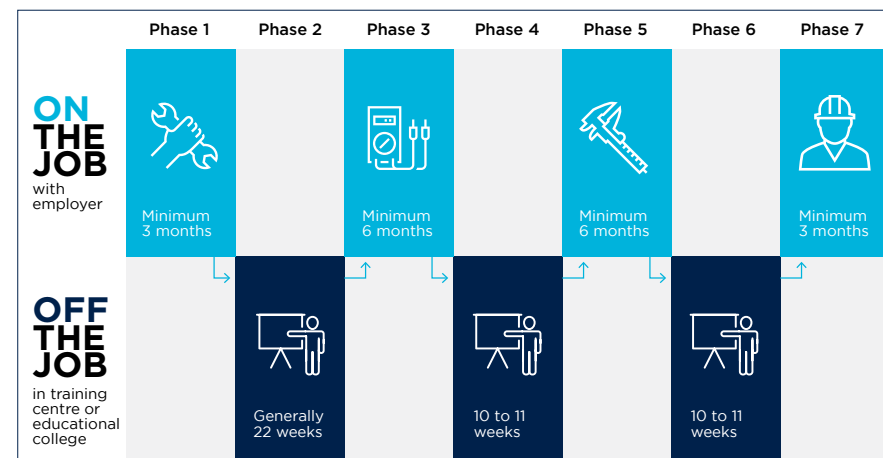 Phase 1 Phase 2 Phase 3 Phase 4 Phase 5 Phase 6 Phase 7
ON
THE
JOB
with
employer
Minimum
3 months
Minimum
6 months
Minimum
6 months
Minimum
3 months
OFF
THE
JOB
in training
centre or
educational
college
Generally
22 weeks
10 to 11
weeks
10 to 11
weeks